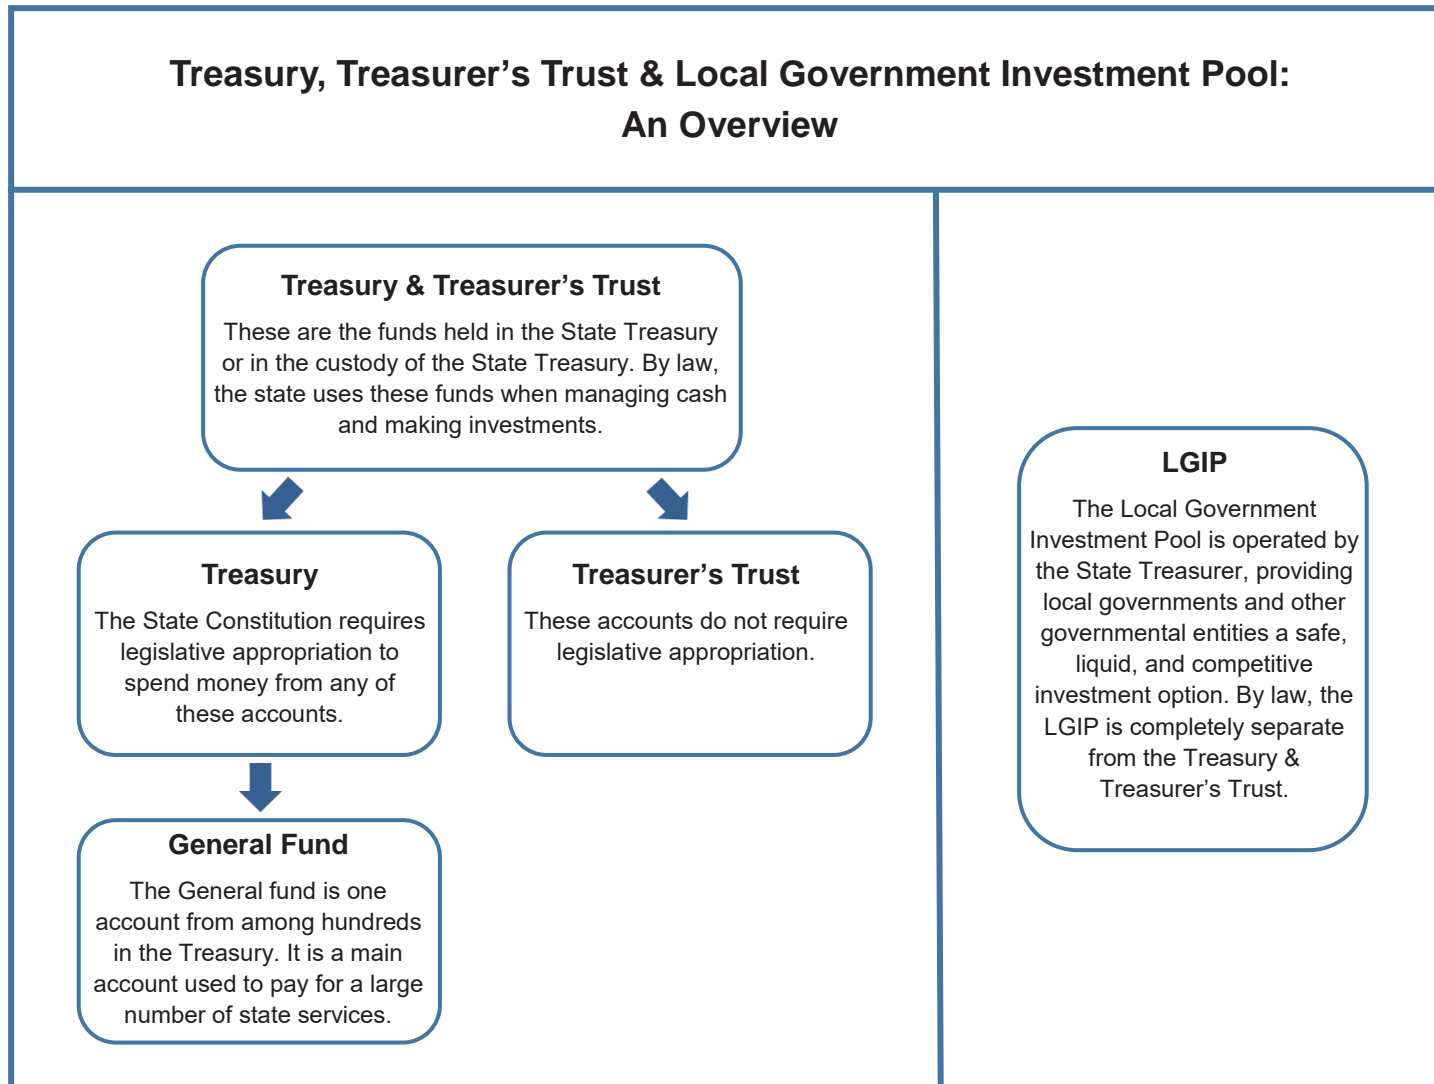 Treasury, Treasurer’s Trust & Local Government Investment Pool:
An Overview
Treasury & Treasurer’s Trust
These are the funds held in the State Treasury
or in the custody of the State Treasury. By law,
the state uses these funds when managing cash
and making investments.
Treasury
The State Constitution requires
legislative appropriation to
spend money from any of
these accounts.
Treasurer’s Trust
These accounts do not require
legislative appropriation.
General Fund
The General fund is one
account from among hundreds
in the Treasury. It is a main
account used to pay for a large
number of state services.
LGIP
The Local Government
Investment Pool is operated by
the State Treasurer, providing
local governments and other
governmental entities a safe,
liquid, and competitive
investment option. By law, the
LGIP is completely separate
from the Treasury &
Treasurer’s Trust.